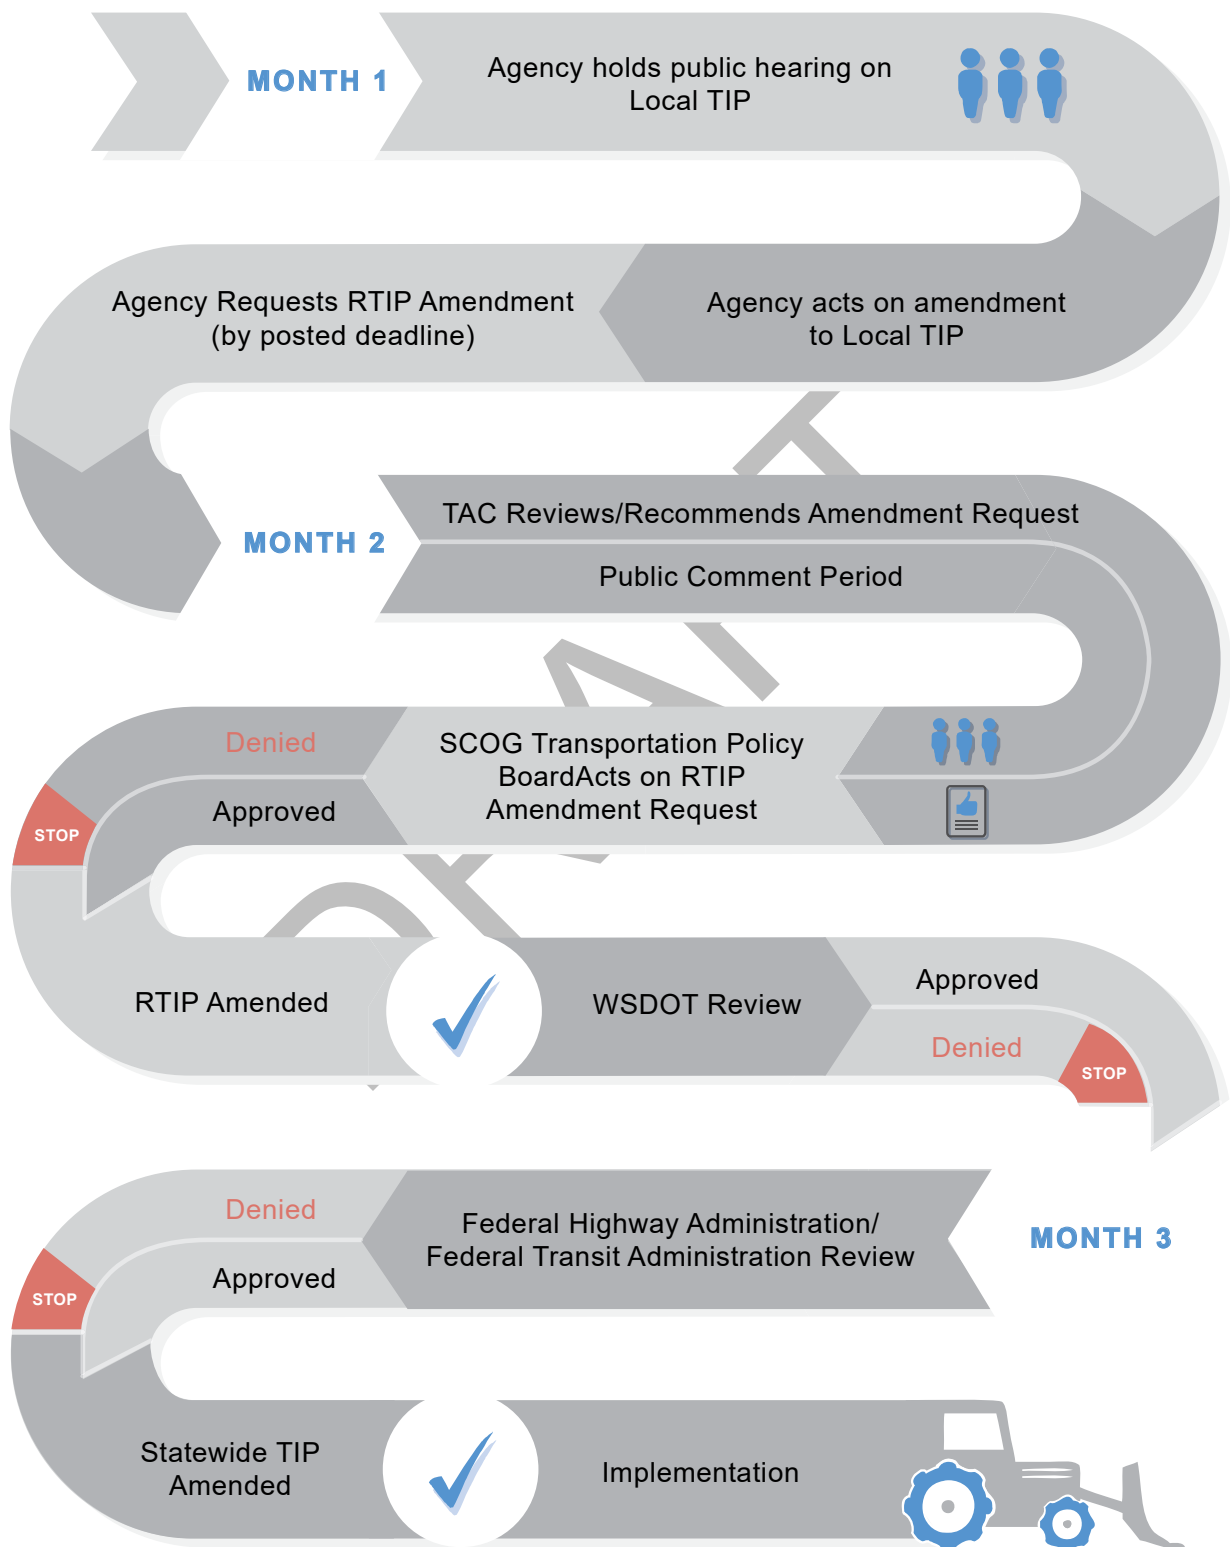 MONTH 1
Agency holds public hearing on
Local TIP
Agency acts on amendment
to Local TIP
Agency Requests RTIP Amendment
(by posted deadline)
MONTH 2
TAC Reviews/Recommends Amendment Request
Public Comment Period
SCOG Transportation Policy
BoardActs on RTIP
Amendment Request
Denied
Approved
STOP
RTIP Amended
WSDOT Review
Approved
Denied
STOP
MONTH 3
Federal Highway Administration/
Federal Transit Administration Review
Denied
Approved
STOP
Statewide TIP
Amended
Implementation
DRAFT